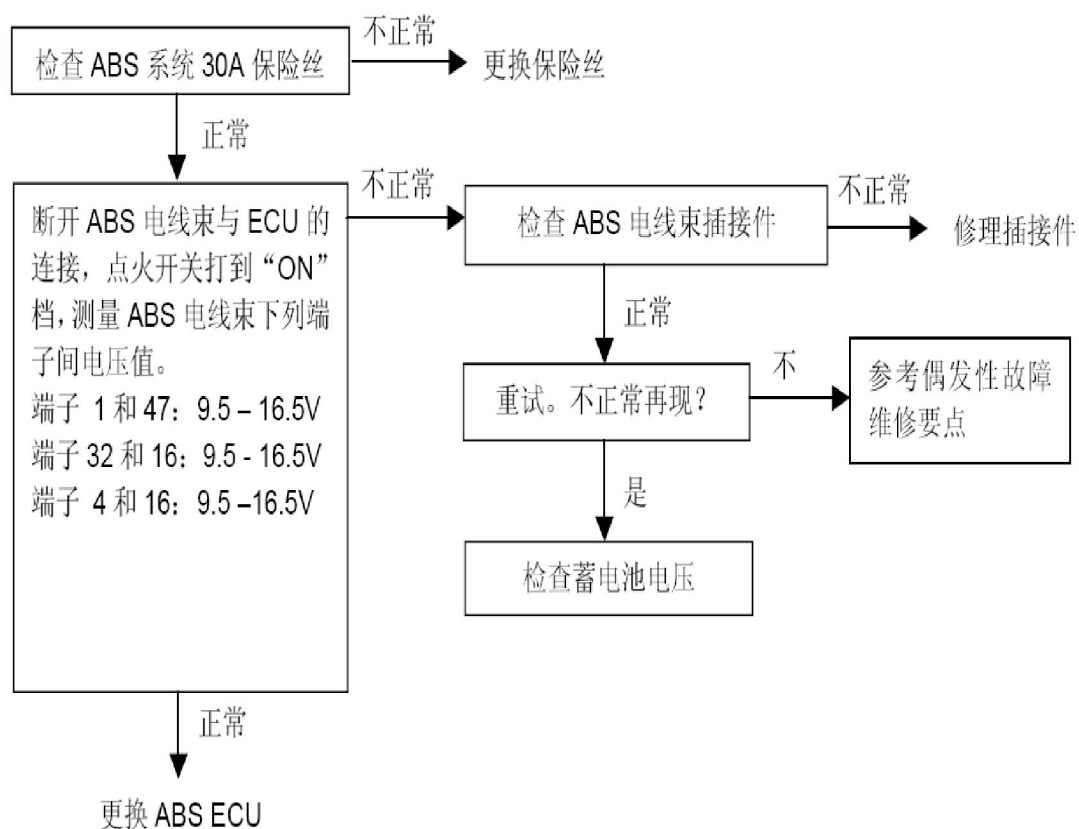 不正常
检查 ABS 系统 30A 保险丝
更换保险丝
正常
不正常
不正常
断开 ABS 电线束与 ECU 的
连接，点火开关打到“ON”
档，测量 ABS 电线束下列端
子间电压值。
端子 1 和 47：9.5 – 16.5V
端子 32 和 16：9.5 - 16.5V
端子 4 和 16：9.5 –16.5V
检查 ABS 电线束插接件
修理插接件
正常
重试。不正常再现？
不
参考偶发性故障
维修要点
是
检查蓄电池电压
正常
更换 ABS ECU